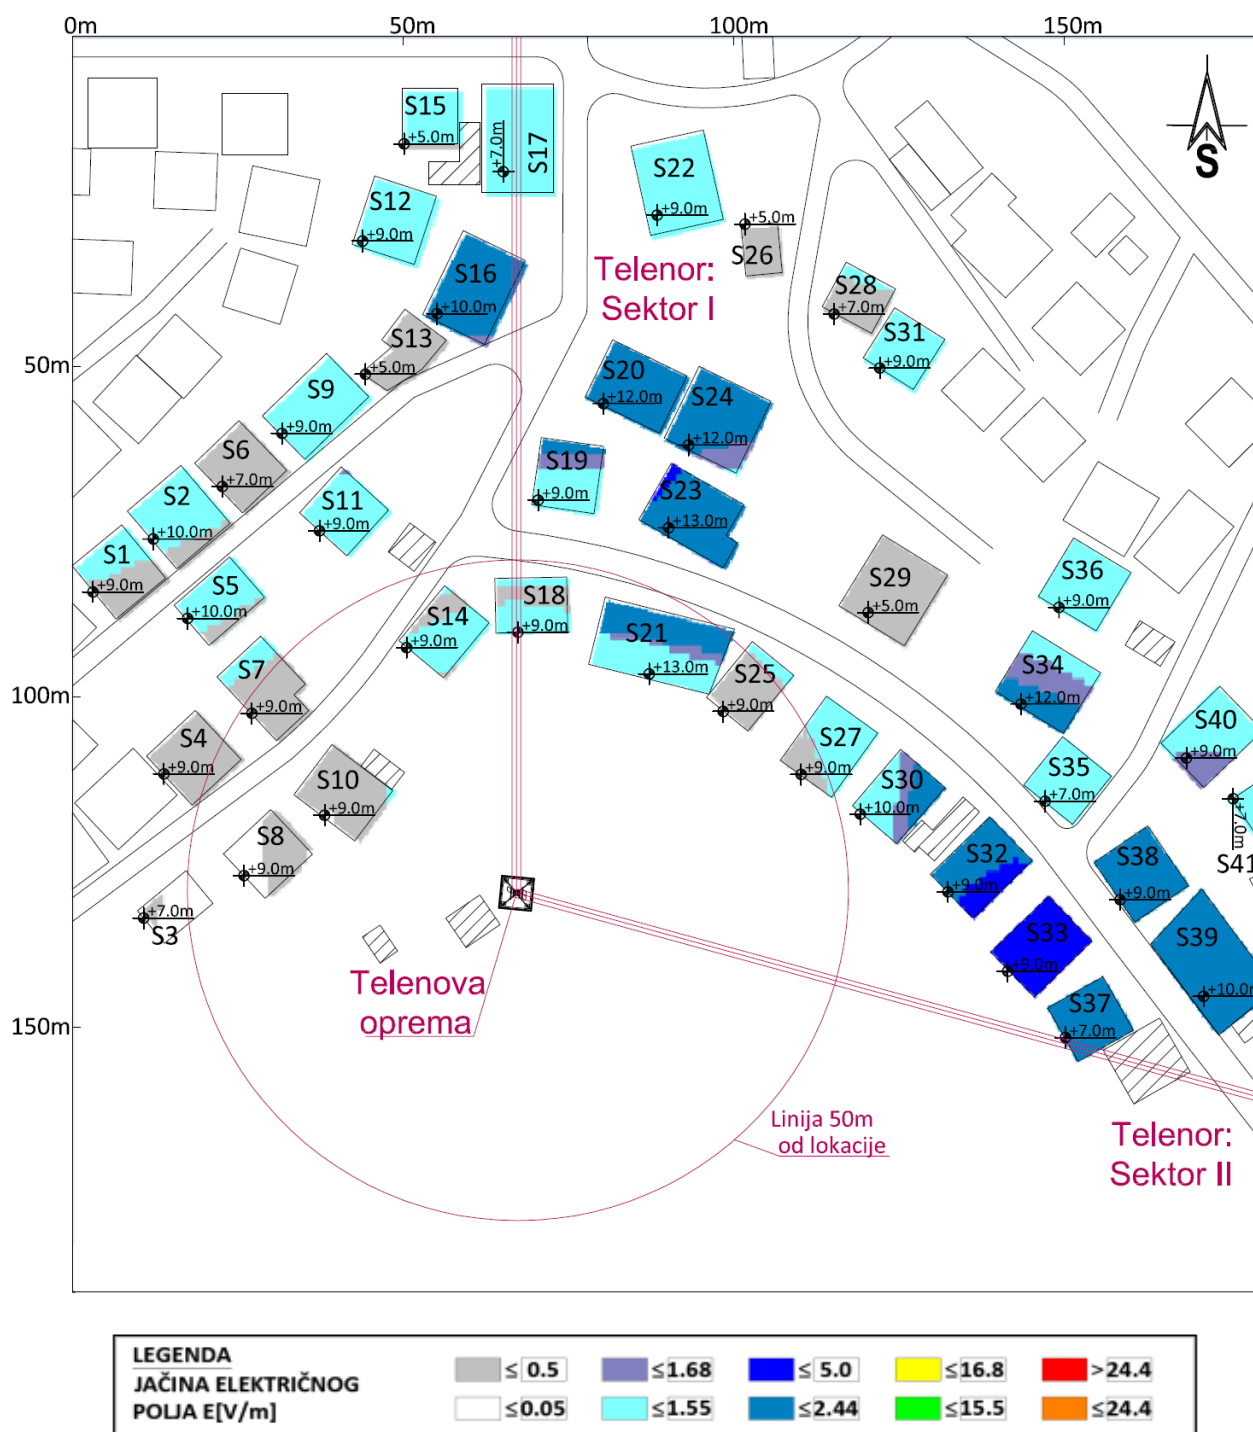 0m 50m 100m 150m
S15
+5.0m
+7.0m
S17
S22
+9.0m
S12
+9.0m
+5.0m
S26
S
Telenor:
Sektor I
S16
+10.0m
S28
+7.0m
S13
+5.0m
S31
+9.0m
50m
S20
+12.0m
S24
+12.0m
S9
+9.0m
S6
+7.0m
S19
+9.0m
S23
+13.0m
S2
+10.0m
S11
+9.0m
S1
+9.0m
S5
+10.0m
S29
+5.0m
S36
+9.0m
S14
+9.0m
S18
+9.0m
S21
+13.0m
S7
+9.0m
S25
+9.0m
S34
+12.0m
100m
S4
+9.0m
S27
+9.0m
S40
+9.0m
S10
+9.0m
S30
+10.0m
S35
+7.0m
+7.0m
S41
S8
+9.0m
S32
+9.0m
S38
+9.0m
+7.0m
S3
S33
+9.0m
S39
+10.0m
Telenova
oprema
S37
+7.0m
150m
Linija 50m
od lokacije
Telenor:
Sektor II
LEGENDA
JAČINA ELEKTRIČNOG
POLJA E[V/m]
≤ 0.5 ≤1.68 ≤ 5.0 ≤16.8 >24.4
≤0.05 ≤1.55 ≤2.44 ≤15.5 ≤24.4